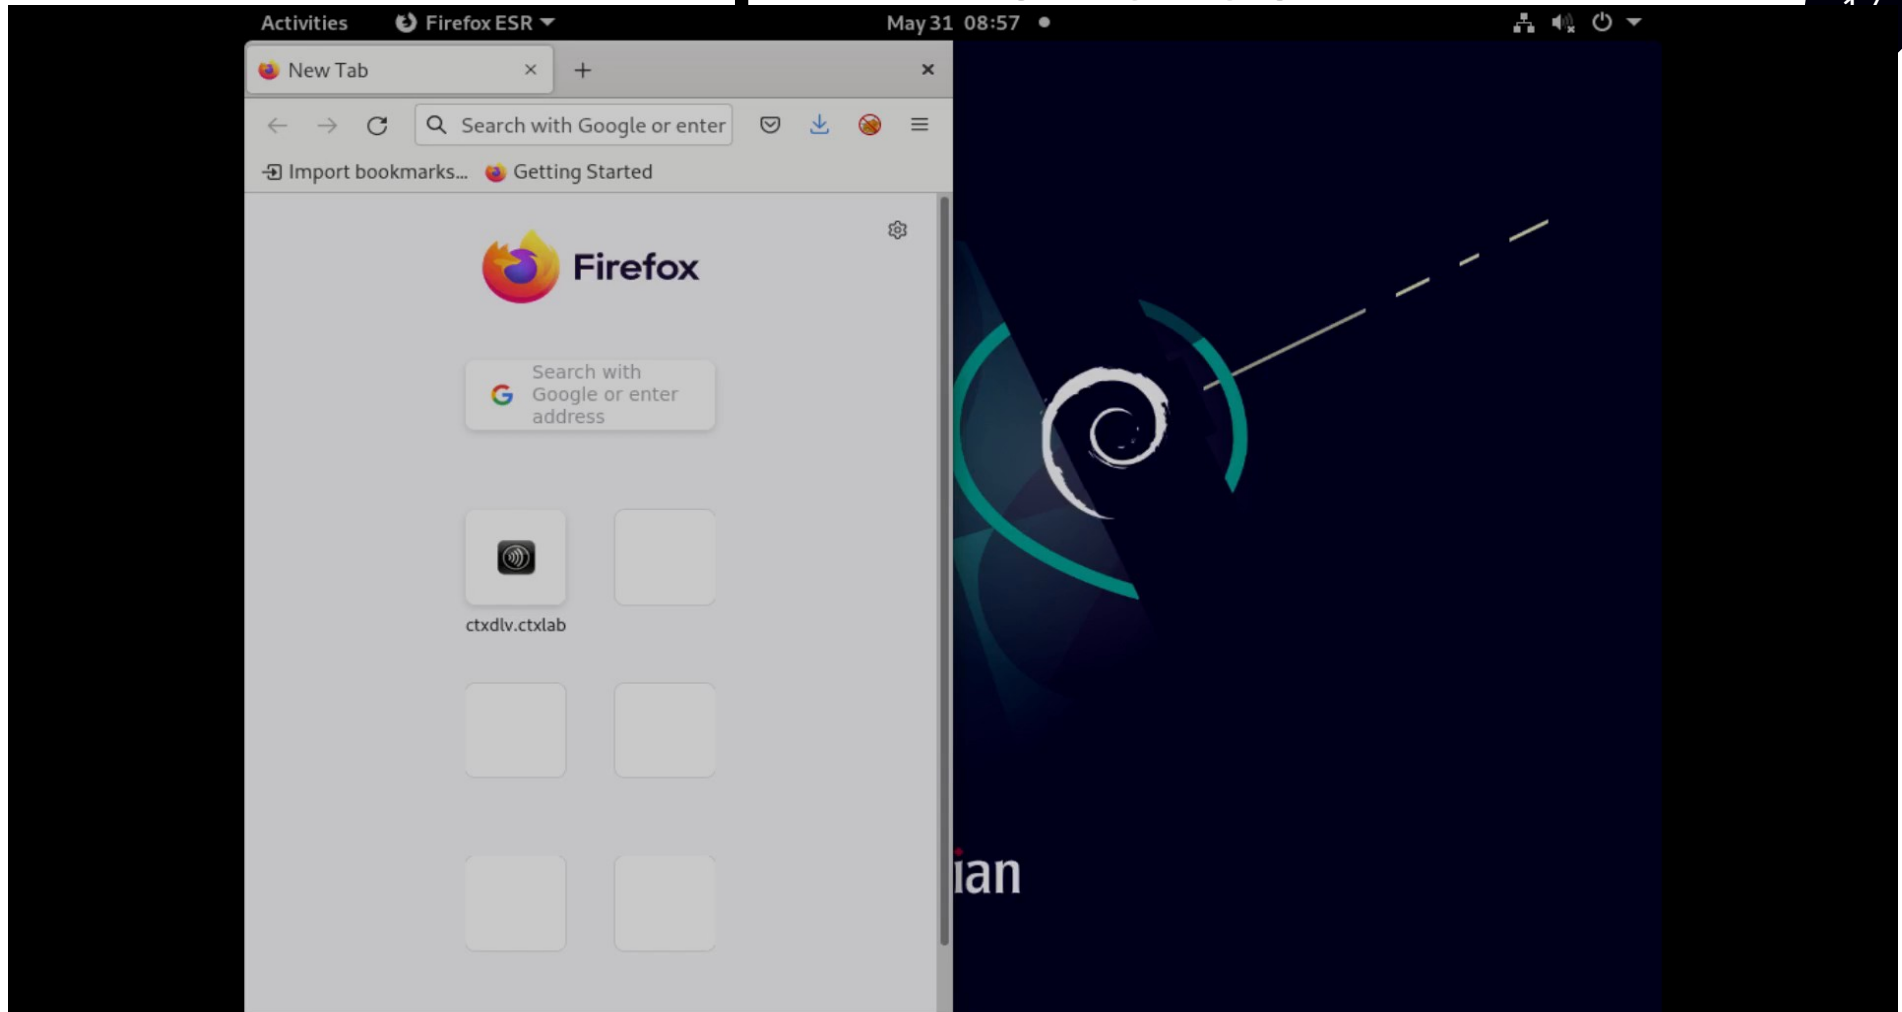 Activities Firefox ESR May 31 08:57
New Tab
Search with Google or enter
Import bookmarks... Getting Started
Firefox
Search with
Google or enter
address
ctxdlv.ctxlab
ian